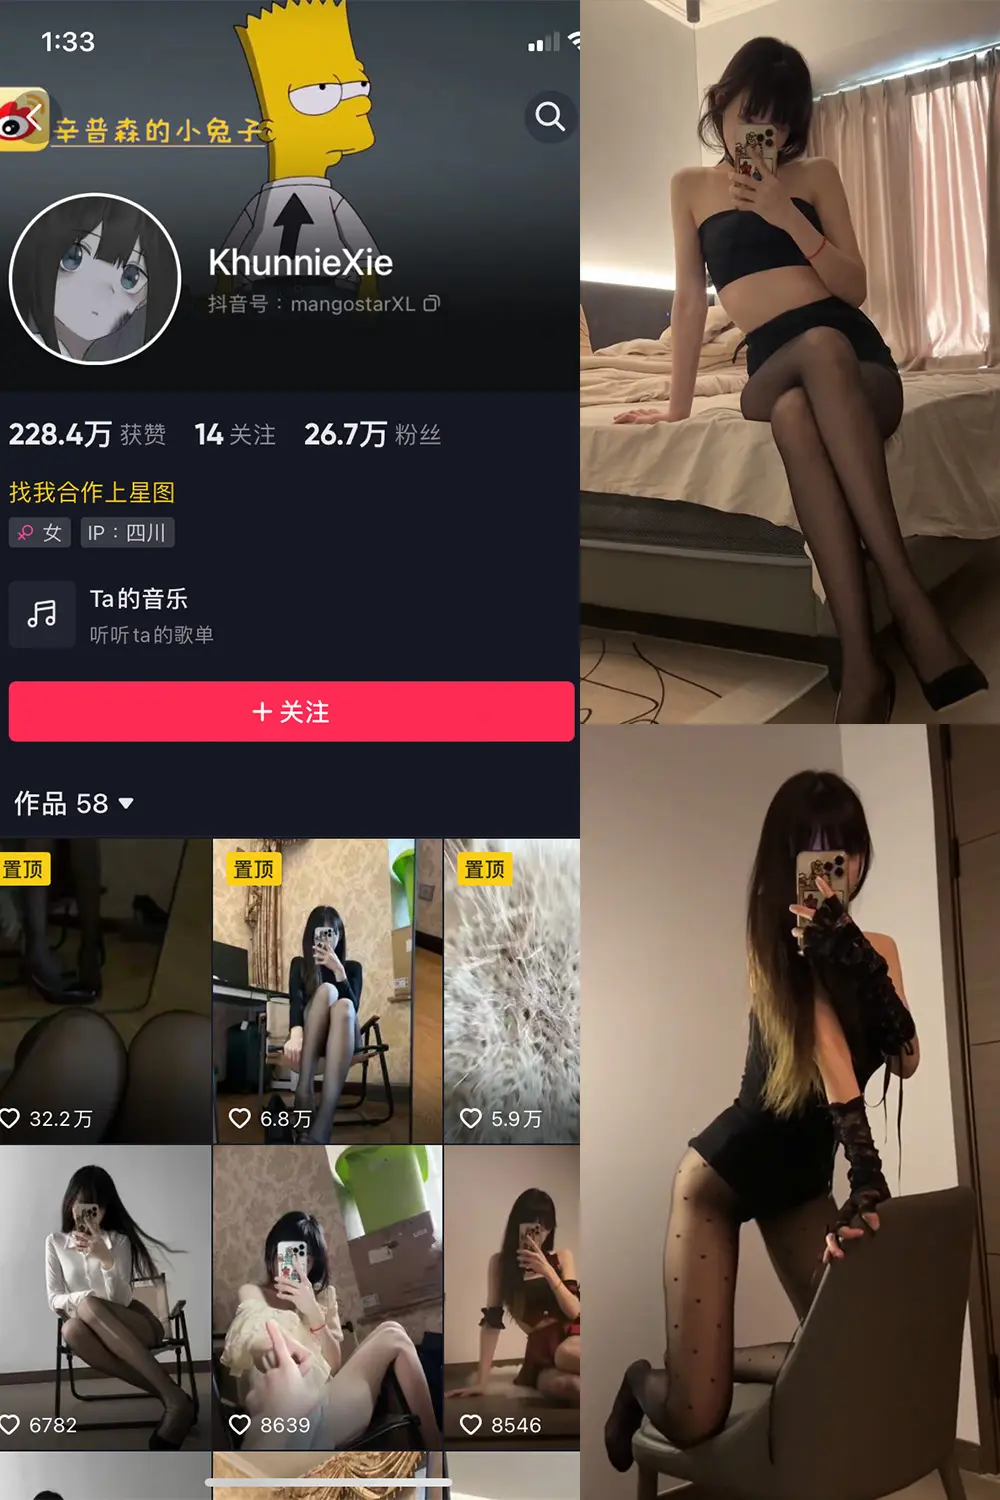 1:33
辛普森的小兔子
KhunnieXie
抖音号：mangostarXL
228.4万 获赞 14 关注 26.7万 粉丝
找我合作上星图
女 IP：四川
Ta的音乐
听听ta的歌单
+ 关注
作品 58
置顶 置顶 置顶
32.2万 6.8万 5.9万
6782 8639 8546